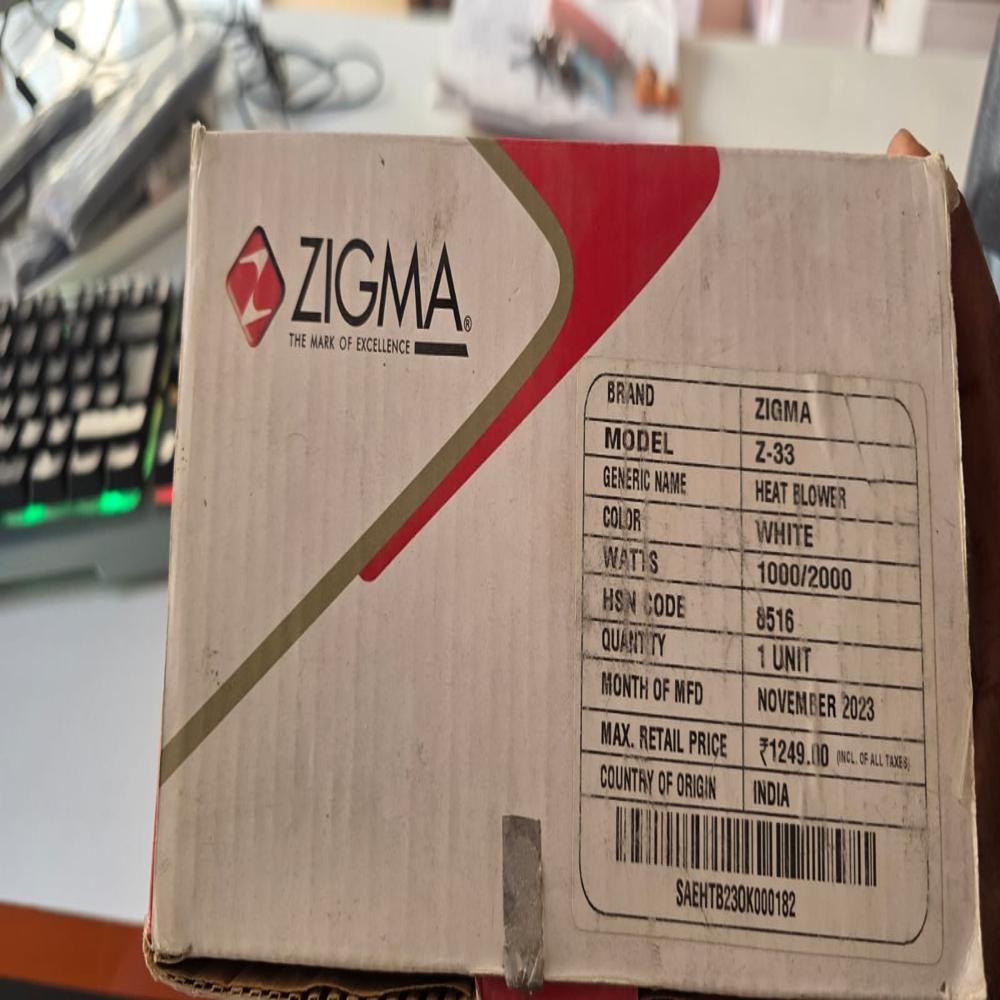 ZIGMA®
THE MARK OF EXCELLENCE
BRAND ZIGMA
MODEL Z-33
GENERIC NAME HEAT BLOWER
COLOR WHITE
WATTS 1000/2000
HSN CODE 8516
QUANTITY 1 UNIT
MONTH OF MFD NOVEMBER 2023
MAX. RETAIL PRICE ₹1249.00 (INCL. OF ALL TAXES)
COUNTRY OF ORIGIN INDIA
SAEHTB23OK000182